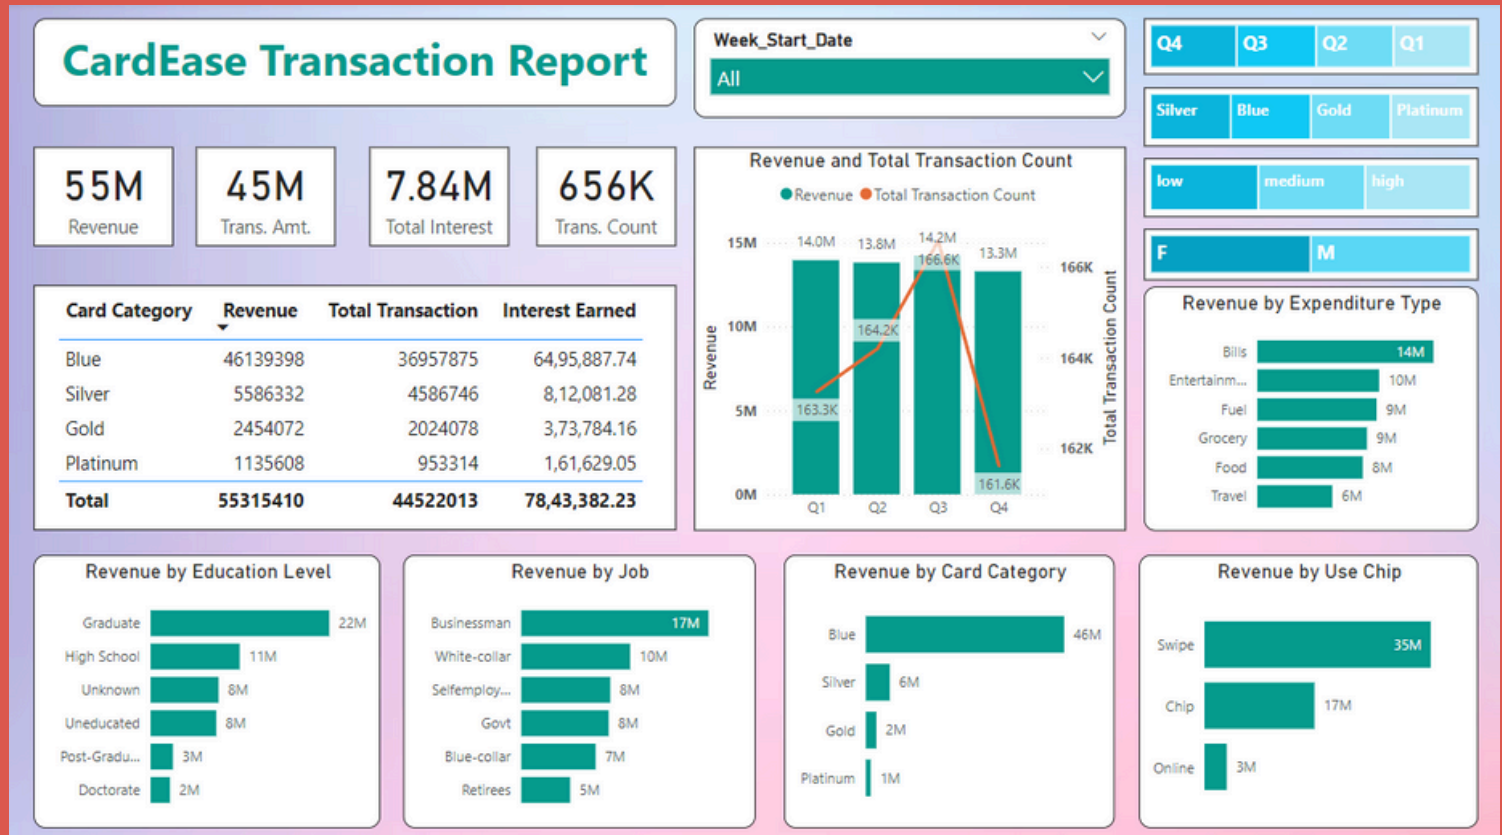 CardEase Transaction Report
Week_Start_Date
All
Q4 Q3 Q2 Q1
Silver Blue Gold Platinum
low medium high
F M
55M
Revenue
45M
Trans. Amt.
7.84M
Total Interest
656K
Trans. Count
Card Category Revenue Total Transaction Interest Earned
Blue 46139398 36957875 64,95,887.74
Silver 5586332 4586746 8,12,081.28
Gold 2454072 2024078 3,73,784.16
Platinum 1135608 953314 1,61,629.05
Total 55315410 44522013 78,43,382.23
Revenue and Total Transaction Count
Revenue Total Transaction Count
Revenue
15M
10M
5M
0M
14.0M 13.8M 14.2M 13.3M
163.3K 164.2K 166.6K 161.6K
Q1 Q2 Q3 Q4
166K
164K
162K
Total Transaction Count
Revenue by Expenditure Type
Bills 14M
Entertainm... 10M
Fuel 9M
Grocery 9M
Food 8M
Travel 6M
Revenue by Education Level
Graduate 22M
High School 11M
Unknown 8M
Uneducated 8M
Post-Gradu... 3M
Doctorate 2M
Revenue by Job
Businessman 17M
White-collar 10M
Selfemploy... 8M
Govt 8M
Blue-collar 7M
Retirees 5M
Revenue by Card Category
Blue 46M
Silver 6M
Gold 2M
Platinum 1M
Revenue by Use Chip
Swipe 35M
Chip 17M
Online 3M